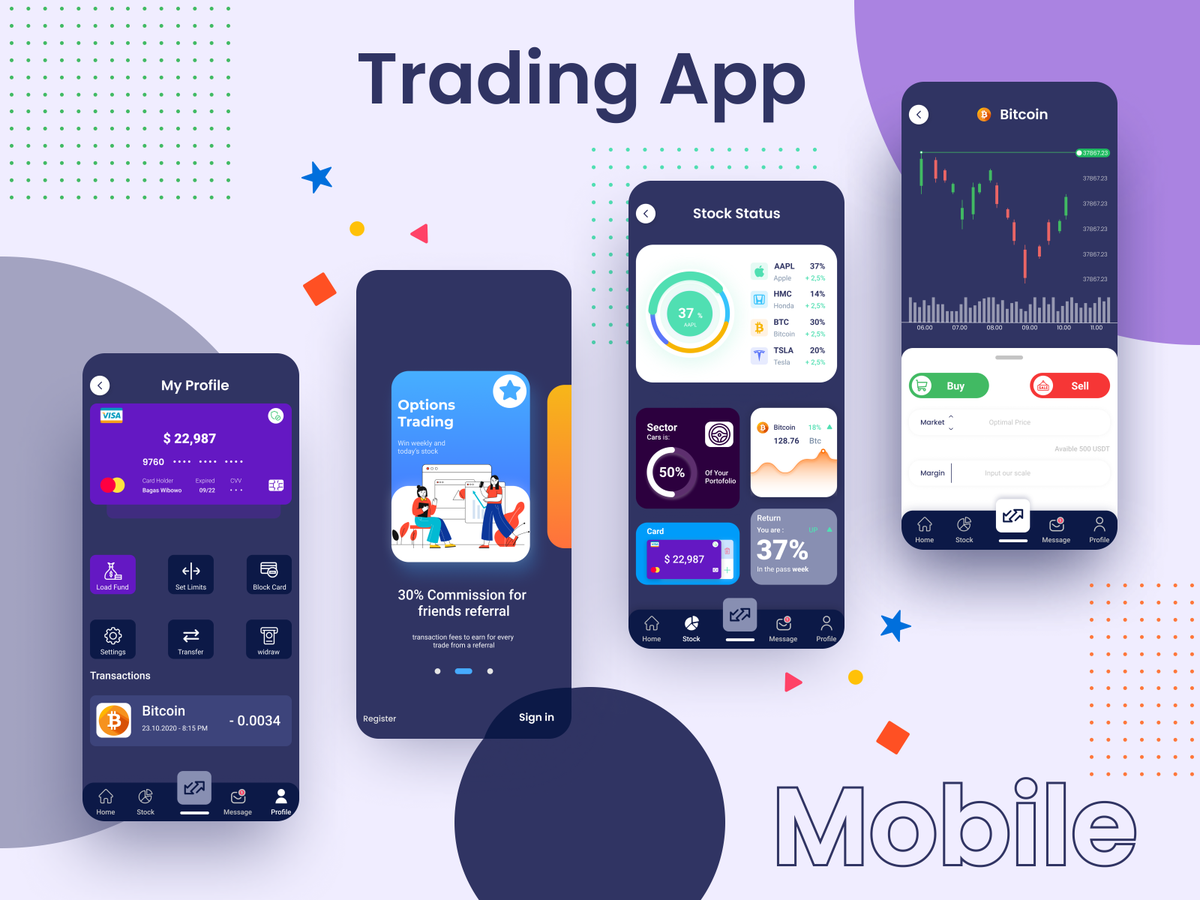 Trading App
My Profile
VISA
$ 22,987
9760 •••• •••• ••••
Card Holder Expired CVV
Bagas Wibowo 09/22 • • •
Load Fund
Set Limits
Block Card
Settings
Transfer
widraw
Transactions
Bitcoin
23.10.2020 - 8:15 PM
- 0.0034
Home
Stock
Message
Profile
Options
Trading
Win weekly and
today's stock
30% Commission for
friends referral
transaction fees to earn for every
trade from a referral
Register
Sign in
Stock Status
37 %
AAPL
AAPL 37%
Apple + 2,5%
HMC 14%
Honda + 2,5%
BTC 30%
Bitcoin + 2,5%
TSLA 20%
Tesla + 2,5%
Sector
Cars is:
50%
Of Your
Portofolio
Bitcoin 18%
128.76 Btc
Card
VISA
$ 22,987
Return
You are : UP
37%
In the pass week
Home
Stock
Message
Profile
Bitcoin
37867.23
37867.23
37867.23
37867.23
37867.23
37867.23
06.00 07.00 08.00 09.00 10.00 11.00
Buy
SALE
Sell
Market
Optimal Price
Avaible 500 USDT
Margin
Input our scale
Home
Stock
Message
Profile
Mobile